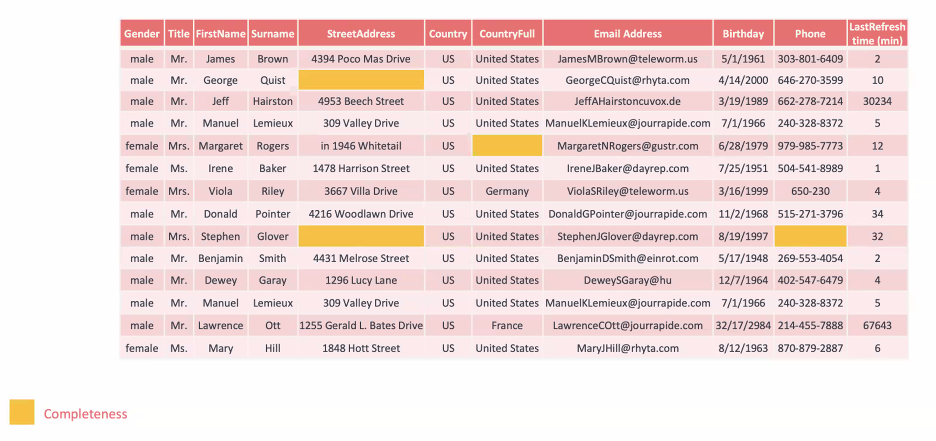 Gender Title FirstName Surname StreetAddress Country CountryFull Email Address Birthday Phone LastRefresh time (min)
male Mr. James Brown 4394 Poco Mas Drive US United States JamesMBrown@teleworm.us 5/1/1961 303-801-6409 2
male Mr. George Quist US United States GeorgeCQuist@rhyta.com 4/14/2000 646-270-3599 10
male Mr. Jeff Hairston 4953 Beech Street US United States JeffAHairstoncuvox.de 3/19/1989 662-278-7214 30234
male Mr. Manuel Lemieux 309 Valley Drive US United States ManuelKLemieux@jourrapide.com 7/1/1966 240-328-8372 5
female Mrs. Margaret Rogers in 1946 Whitetail US MargaretNRogers@gustr.com 6/28/1979 979-985-7773 12
female Ms. Irene Baker 1478 Harrison Street US United States IreneJBaker@dayrep.com 7/25/1951 504-541-8989 1
female Mrs. Viola Riley 3667 Villa Drive US Germany ViolaSRiley@teleworm.us 3/16/1999 650-230 4
male Mr. Donald Pointer 4216 Woodlawn Drive US United States DonaldGPointer@jourrapide.com 11/2/1968 515-271-3796 34
male Mrs. Stephen Glover US United States StephenJGlover@dayrep.com 8/19/1997 32
male Mr. Benjamin Smith 4431 Melrose Street US United States BenjaminDSmith@einrot.com 5/17/1948 269-553-4054 2
male Mr. Dewey Garay 1296 Lucy Lane US United States DeweySGaray@hu 12/7/1964 402-547-6479 4
male Mr. Manuel Lemieux 309 Valley Drive US United States ManuelKLemieux@jourrapide.com 7/1/1966 240-328-8372 5
male Mr. Lawrence Ott 1255 Gerald L. Bates Drive US France LawrenceCOtt@jourrapide.com 32/17/2984 214-455-7888 67643
female Ms. Mary Hill 1848 Hott Street US United States MaryJHill@rhyta.com 8/12/1963 870-879-2887 6
Completeness